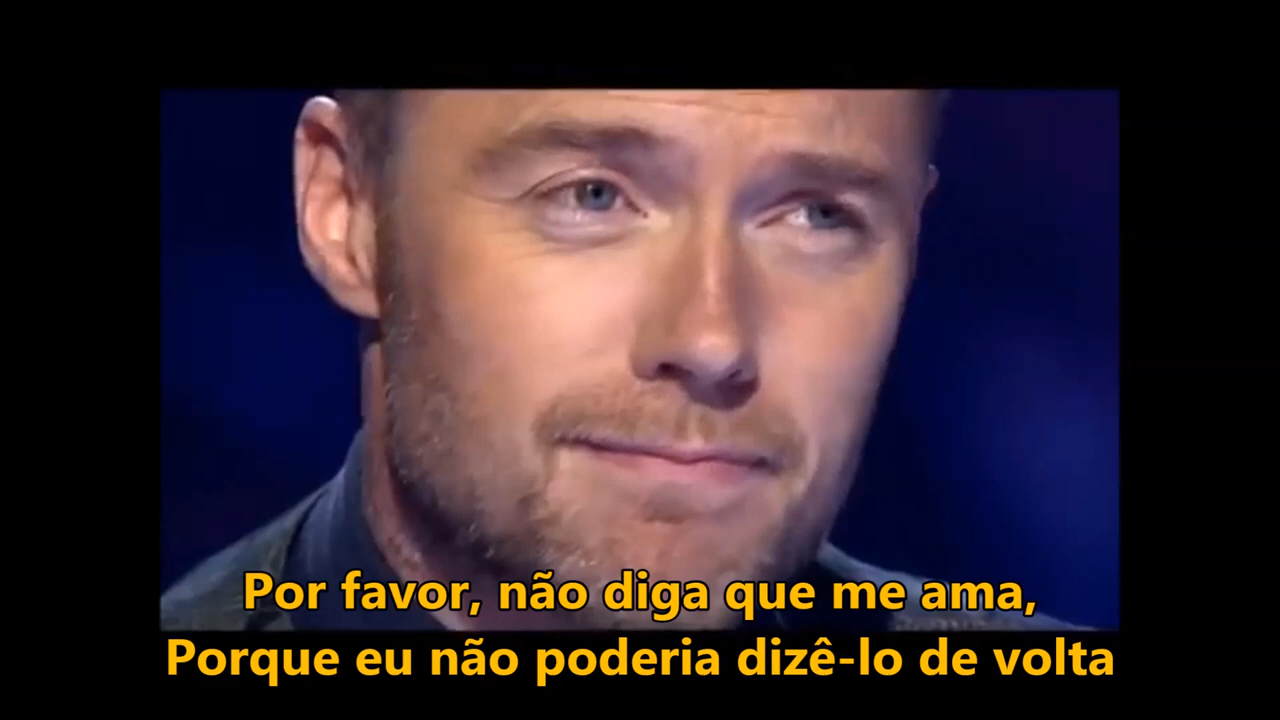 Por favor, não diga que me ama,
Porque eu não poderia dizê-lo de volta